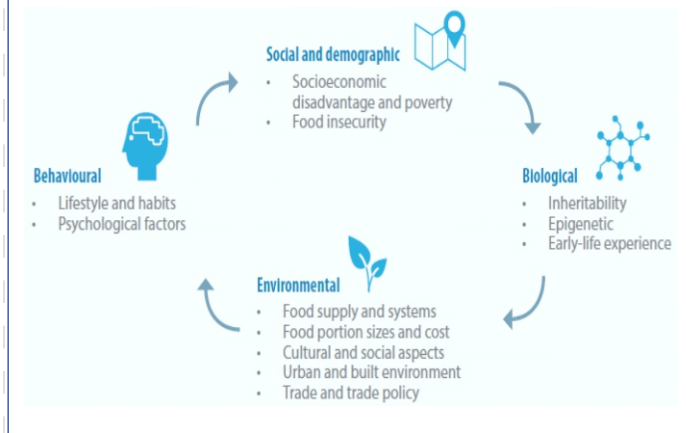 Social and demographic
• Socioeconomic
disadvantage and poverty
• Food insecurity
Behavioural
• Lifestyle and habits
• Psychological factors
Biological
• Inheritability
• Epigenetic
• Early-life experience
Environmental
• Food supply and systems
• Food portion sizes and cost
• Cultural and social aspects
• Urban and built environment
• Trade and trade policy